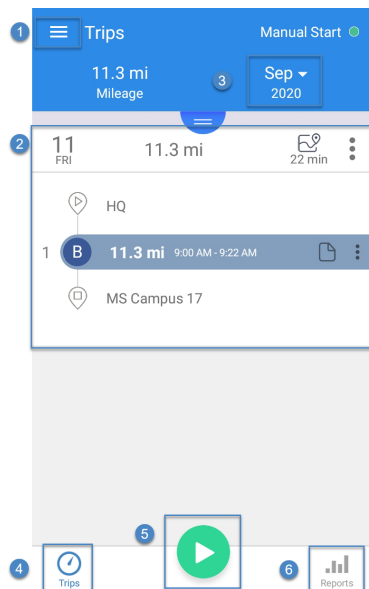 1
Trips
Manual Start
11.3 mi
Mileage
3
Sep
2020
2
11
FRI
11.3 mi
22 min
HQ
1
B
11.3 mi 9:00 AM - 9:22 AM
MS Campus 17
5
4
Trips
6
Reports